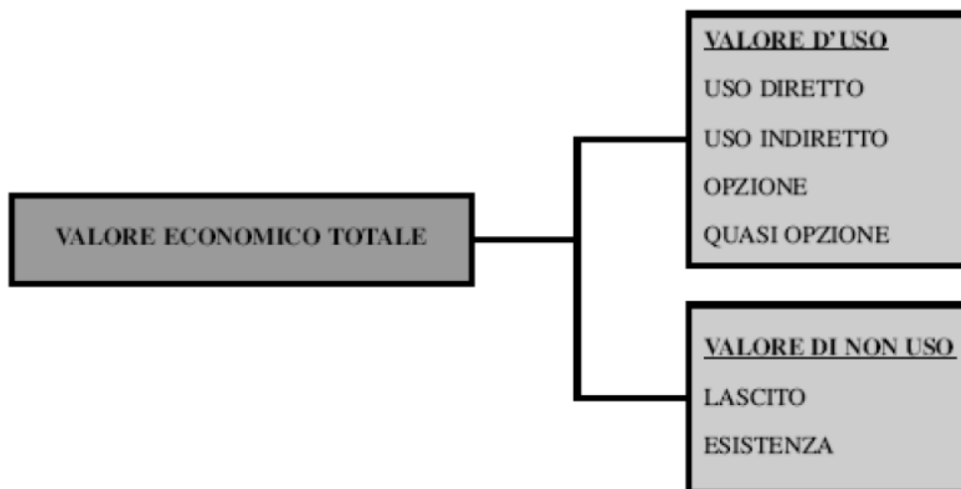 VALORE ECONOMICO TOTALE
VALORE D'USO
USO DIRETTO
USO INDIRETTO
OPZIONE
QUASI OPZIONE
VALORE DI NON USO
LASCITO
ESISTENZA